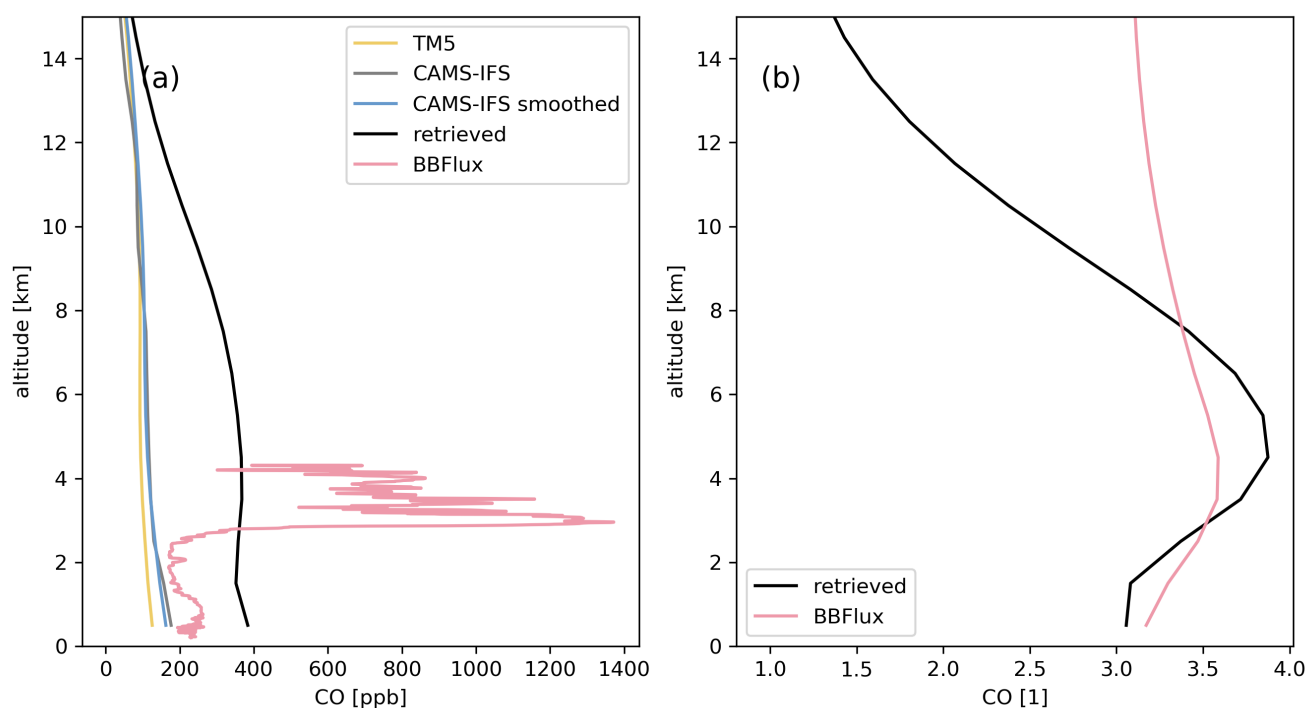 (a)
TM5
CAMS-IFS
CAMS-IFS smoothed
retrieved
BBFlux
altitude [km]
14
12
10
8
6
4
2
0
0 200 400 600 800 1000 1200 1400
CO [ppb]
(b)
altitude [km]
14
12
10
8
6
4
2
0
retrieved
BBFlux
1.0 1.5 2.0 2.5 3.0 3.5 4.0
CO [1]